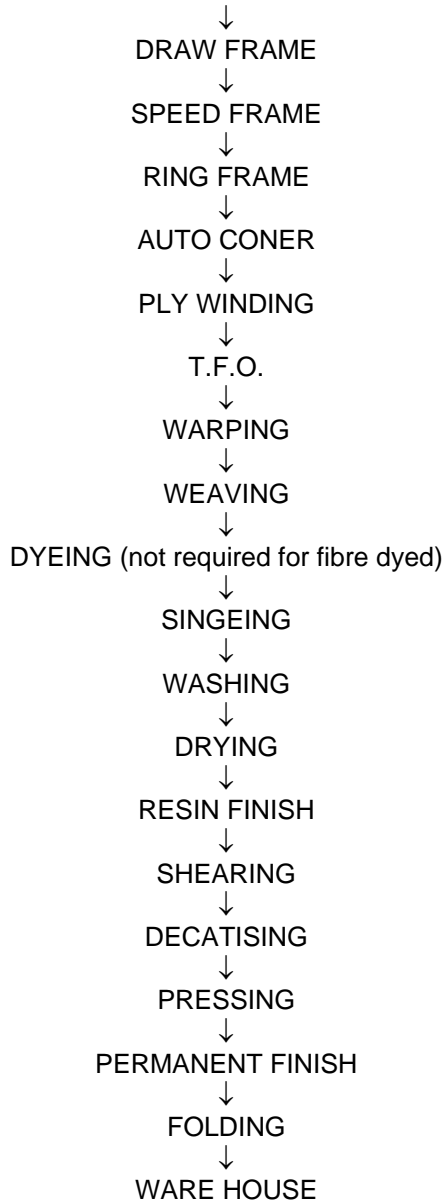 ↓
DRAW FRAME
↓
SPEED FRAME
↓
RING FRAME
↓
AUTO CONER
↓
PLY WINDING
↓
T.F.O.
↓
WARPING
↓
WEAVING
↓
DYEING (not required for fibre dyed)
↓
SINGEING
↓
WASHING
↓
DRYING
↓
RESIN FINISH
↓
SHEARING
↓
DECATISING
↓
PRESSING
↓
PERMANENT FINISH
↓
FOLDING
↓
WARE HOUSE